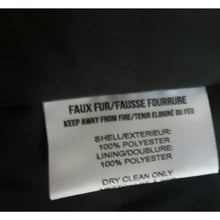 FAUX FUR/FAUSSE FOURRURE
KEEP AWAY FROM FIRE/TENIR ELOIGNÉ DU FEU
SHELL/EXTERIEUR:
100% POLYESTER
LINING/DOUBLURE:
100% POLYESTER
DRY CLEAN ONLY